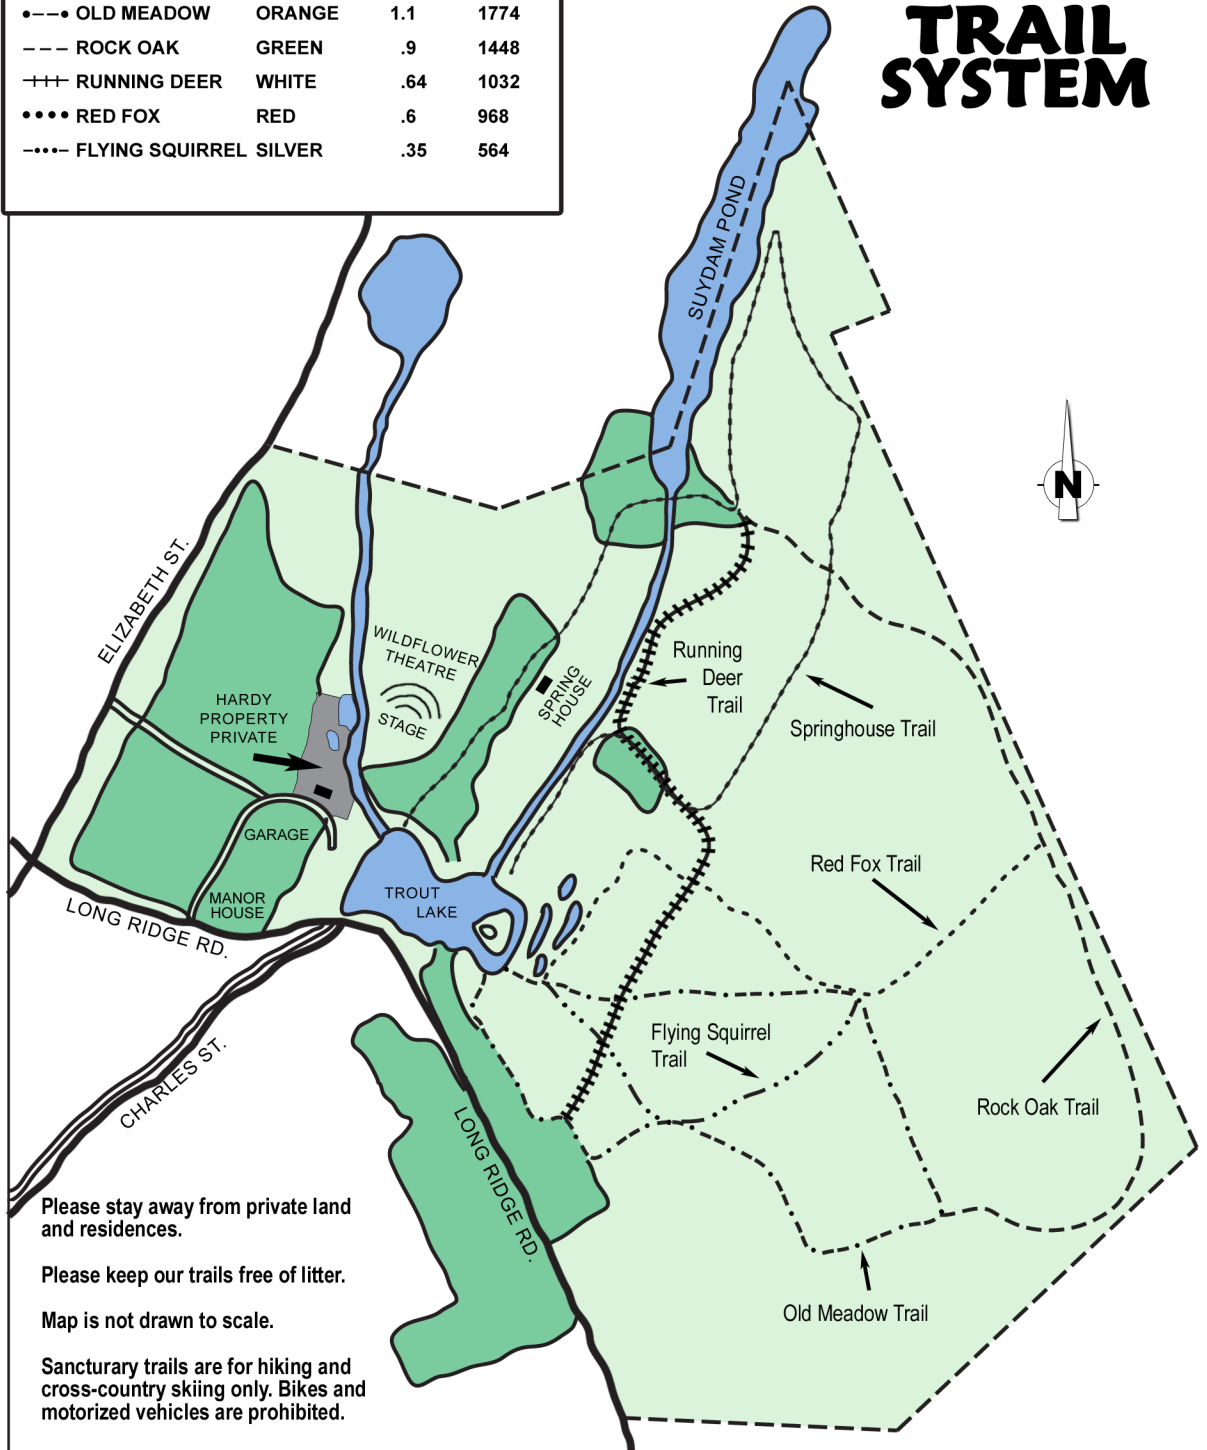 TRAIL
SYSTEM
OLD MEADOW ORANGE 1.1 1774
ROCK OAK GREEN .9 1448
RUNNING DEER WHITE .64 1032
RED FOX RED .6 968
FLYING SQUIRREL SILVER .35 564
SUYDAM POND
N
ELIZABETH ST.
WILDFLOWER
THEATRE
STAGE
SPRING
HOUSE
Running
Deer
Trail
Springhouse Trail
HARDY
PROPERTY
PRIVATE
GARAGE
MANOR
HOUSE
TROUT
LAKE
LONG RIDGE RD.
Red Fox Trail
CHARLES ST.
Flying Squirrel
Trail
Rock Oak Trail
LONG RIDGE RD.
Old Meadow Trail
Please stay away from private land
and residences.
Please keep our trails free of litter.
Map is not drawn to scale.
Sancturary trails are for hiking and
cross-country skiing only. Bikes and
motorized vehicles are prohibited.